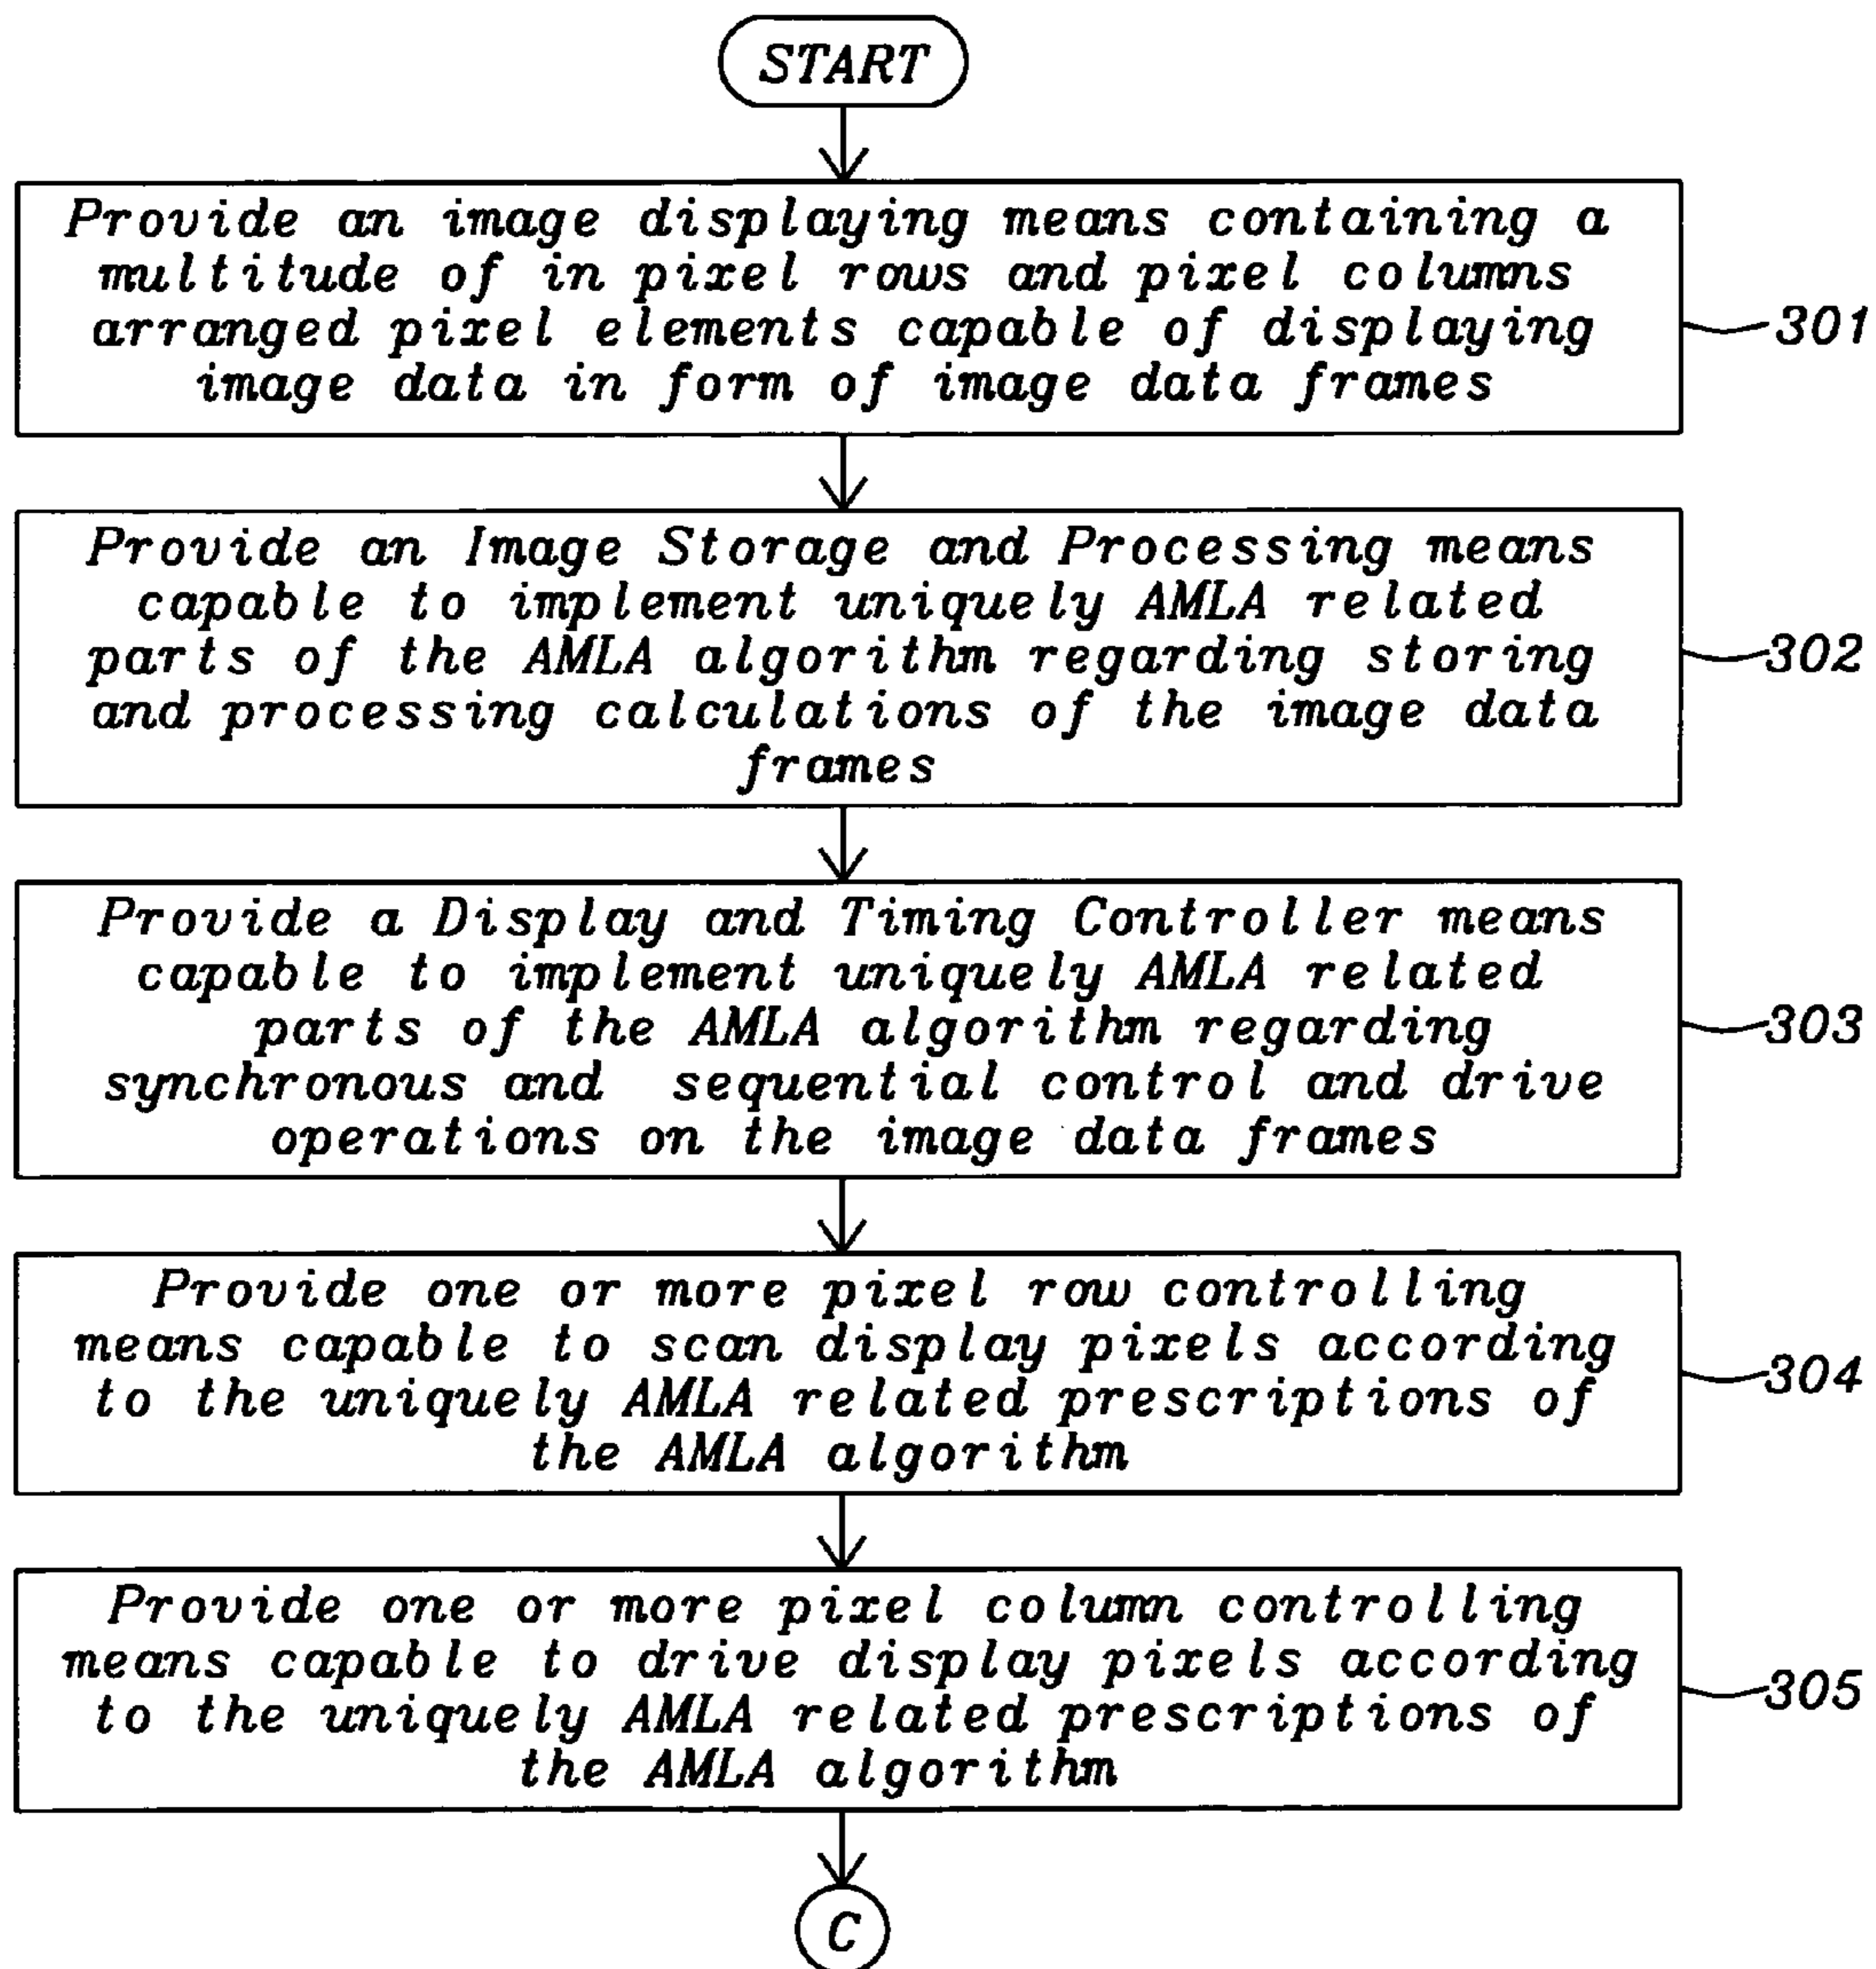 START
Provide an image displaying means containing a
multitude of in pixel rows and pixel columns
arranged pixel elements capable of displaying
image data in form of image data frames
301
Provide an Image Storage and Processing means
capable to implement uniquely AMLA related
parts of the AMLA algorithm regarding storing
and processing calculations of the image data
frames
302
Provide a Display and Timing Controller means
capable to implement uniquely AMLA related
parts of the AMLA algorithm regarding
synchronous and sequential control and drive
operations on the image data frames
303
Provide one or more pixel row controlling
means capable to scan display pixels according
to the uniquely AMLA related prescriptions of
the AMLA algorithm
304
Provide one or more pixel column controlling
means capable to drive display pixels according
to the uniquely AMLA related prescriptions of
the AMLA algorithm
305
C